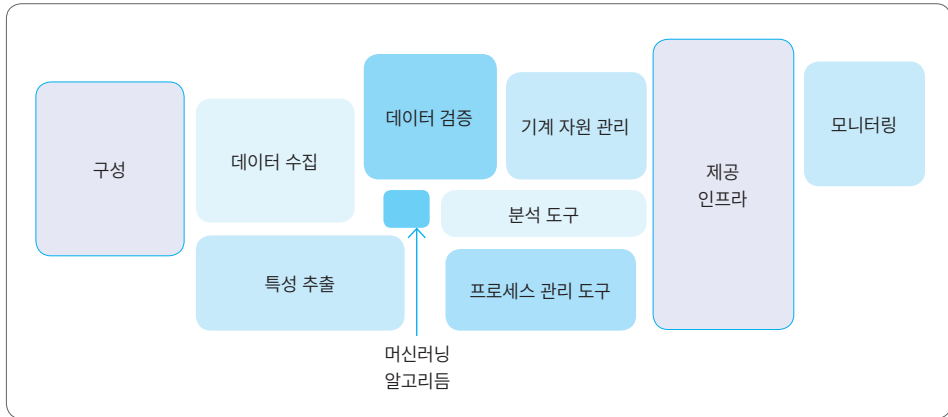 구성
데이터 수집
데이터 검증
기계 자원 관리
제공
인프라
모니터링
분석 도구
특성 추출
프로세스 관리 도구
머신러닝
알고리듬